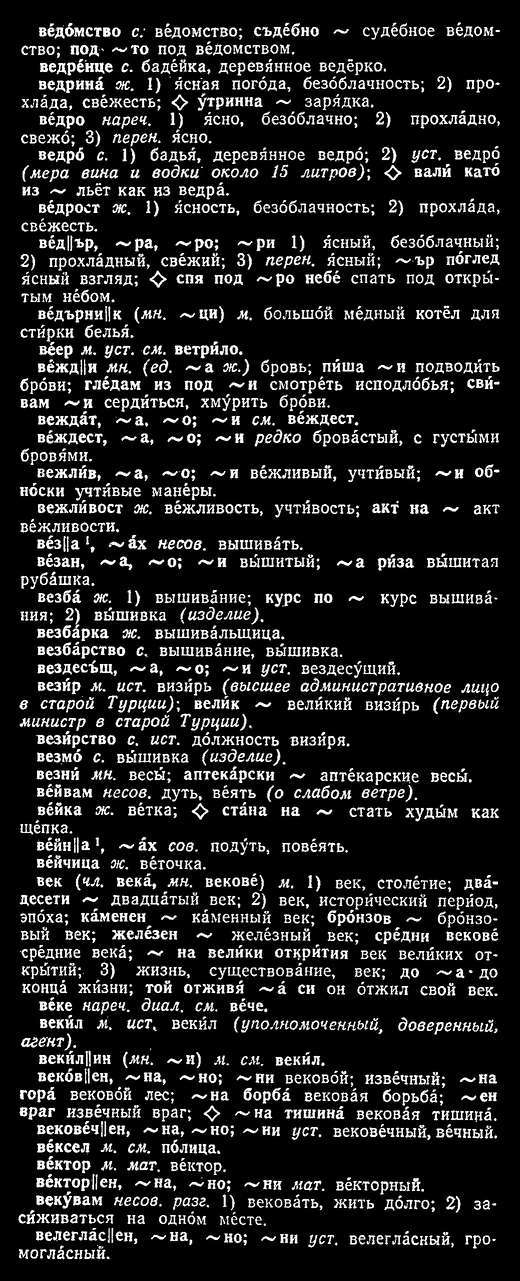 ве́до́мство с. ве́домство; съде́бно ~ суде́бное ве́дом-
ство; под ~то под ве́домством.
ведре́нце с. баде́йка, деревя́нное ведёрко.
ведрина́ ж. 1) я́сная пого́да, безо́блачность; 2) про-
хла́да, све́жесть; ◇ у́тринна ~ заря́дка.
ве́дро нареч. 1) я́сно, безо́блачно; 2) прохла́дно,
свежо́; 3) перен. я́сно.
ведро́ с. 1) бадья́, деревя́нное ведро́; 2) уст. ведро́
(мера вина и водки около 15 литров); ◇ вали́ като́
из ~ льёт как из ведра́.
ве́дрост ж. 1) я́сность, безо́блачность; 2) прохла́да,
све́жесть.
ве́д||ър, ~ра, ~ро; ~ри 1) я́сный, безо́блачный;
2) прохла́дный, све́жий; 3) перен. я́сный; ~ър по́глед
я́сный взгляд; ◇ спя под ~ро небе́ спать под откры́-
тым не́бом.
ве́дърни||к (мн. ~ци) м. большо́й ме́дный котёл для
сти́рки белья́.
ве́ер м. уст. см. ветри́ло.
ве́жд||и мн. (ед. ~а ж.) бровь; пи́ша ~и подводи́ть
бро́ви; гле́дам из под ~и смотре́ть исподло́бья; сви́-
вам ~и серди́ться, хму́рить бро́ви.
вежда́т, ~а, ~о; ~и см. ве́ждест.
ве́ждест, ~а, ~о; ~и редко брова́стый, с густы́ми
бровя́ми.
вежли́в, ~а, ~о; ~и ве́жливый, учти́вый; ~и об-
но́ски учти́вые мане́ры.
вежли́вост ж. ве́жливость, учти́вость; акт на ~ акт
ве́жливости.
ве́з||а ¹, ~а́х несов. вышива́ть.
ве́зан, ~а, ~о; ~и вы́шитый; ~а ри́за вы́шитая
руба́шка.
везба́ ж. 1) вышива́ние; курс по ~ курс вышива́-
ния; 2) вы́шивка (изделие).
везба́рка ж. вышива́льщица.
везба́рство с. вышива́ние, вы́шивка.
вездесъ́щ, ~а, ~о; ~и уст. вездесу́щий.
вези́р м. ист. визи́рь (высшее административное лицо
в старой Турции); вели́к ~ вели́кий визи́рь (первый
министр в старой Турции).
вези́рство с. ист. до́лжность визи́ря.
везмо́ с. вы́шивка (изделие).
везни́ мн. весы́; аптека́рски ~ апте́карские весы́.
ве́йвам несов. дуть, ве́ять (о слабом ветре).
ве́йка ж. ве́тка; ◇ ста́на на ~ стать худы́м как
ще́пка.
ве́йн||а ¹, ~ах сов. поду́ть, пове́ять.
ве́йчица ж. ве́точка.
век (чл. века́, мн. векове́) м. 1) век, столе́тие; два́-
десети ~ двадца́тый век; 2) век, истори́ческий пери́од,
эпо́ха; ка́менен ~ ка́менный век; бро́нзов ~ бро́нзо-
вый век; желе́зен ~ желе́зный век; сре́дни векове́
сре́дние века́; ~ на вели́ки откри́тия век вели́ких от-
кры́тий; 3) жизнь, существова́ние, век; до ~а до
конца́ жи́зни; той отживя́ ~а́ си он о́тжил свой век.
ве́ке нареч. диал. см. ве́че.
веки́л м. ист. веки́л (уполномоченный, доверенный,
агент).
веки́л||ин (мн. ~и) м. см. веки́л.
веко́в||ен, ~на, ~но; ~ни веково́й; изве́чный; ~на
гора́ веково́й лес; ~на борба́ векова́я борьба́; ~ен
враг изве́чный враг; ◇ ~на тишина́ векова́я тишина́.
векове́ч||ен, ~на, ~но; ~ни уст. векове́чный, ве́чный.
ве́ксел м. см. по́лица.
ве́ктор м. мат. ве́ктор.
ве́ктор||ен, ~на, ~но; ~ни мат. ве́кторный.
веку́вам несов. разг. 1) векова́ть, жить до́лго; 2) за-
си́живаться на одно́м ме́сте.
велегла́с||ен, ~на, ~но; ~ни уст. велегла́сный, гро-
могла́сный.